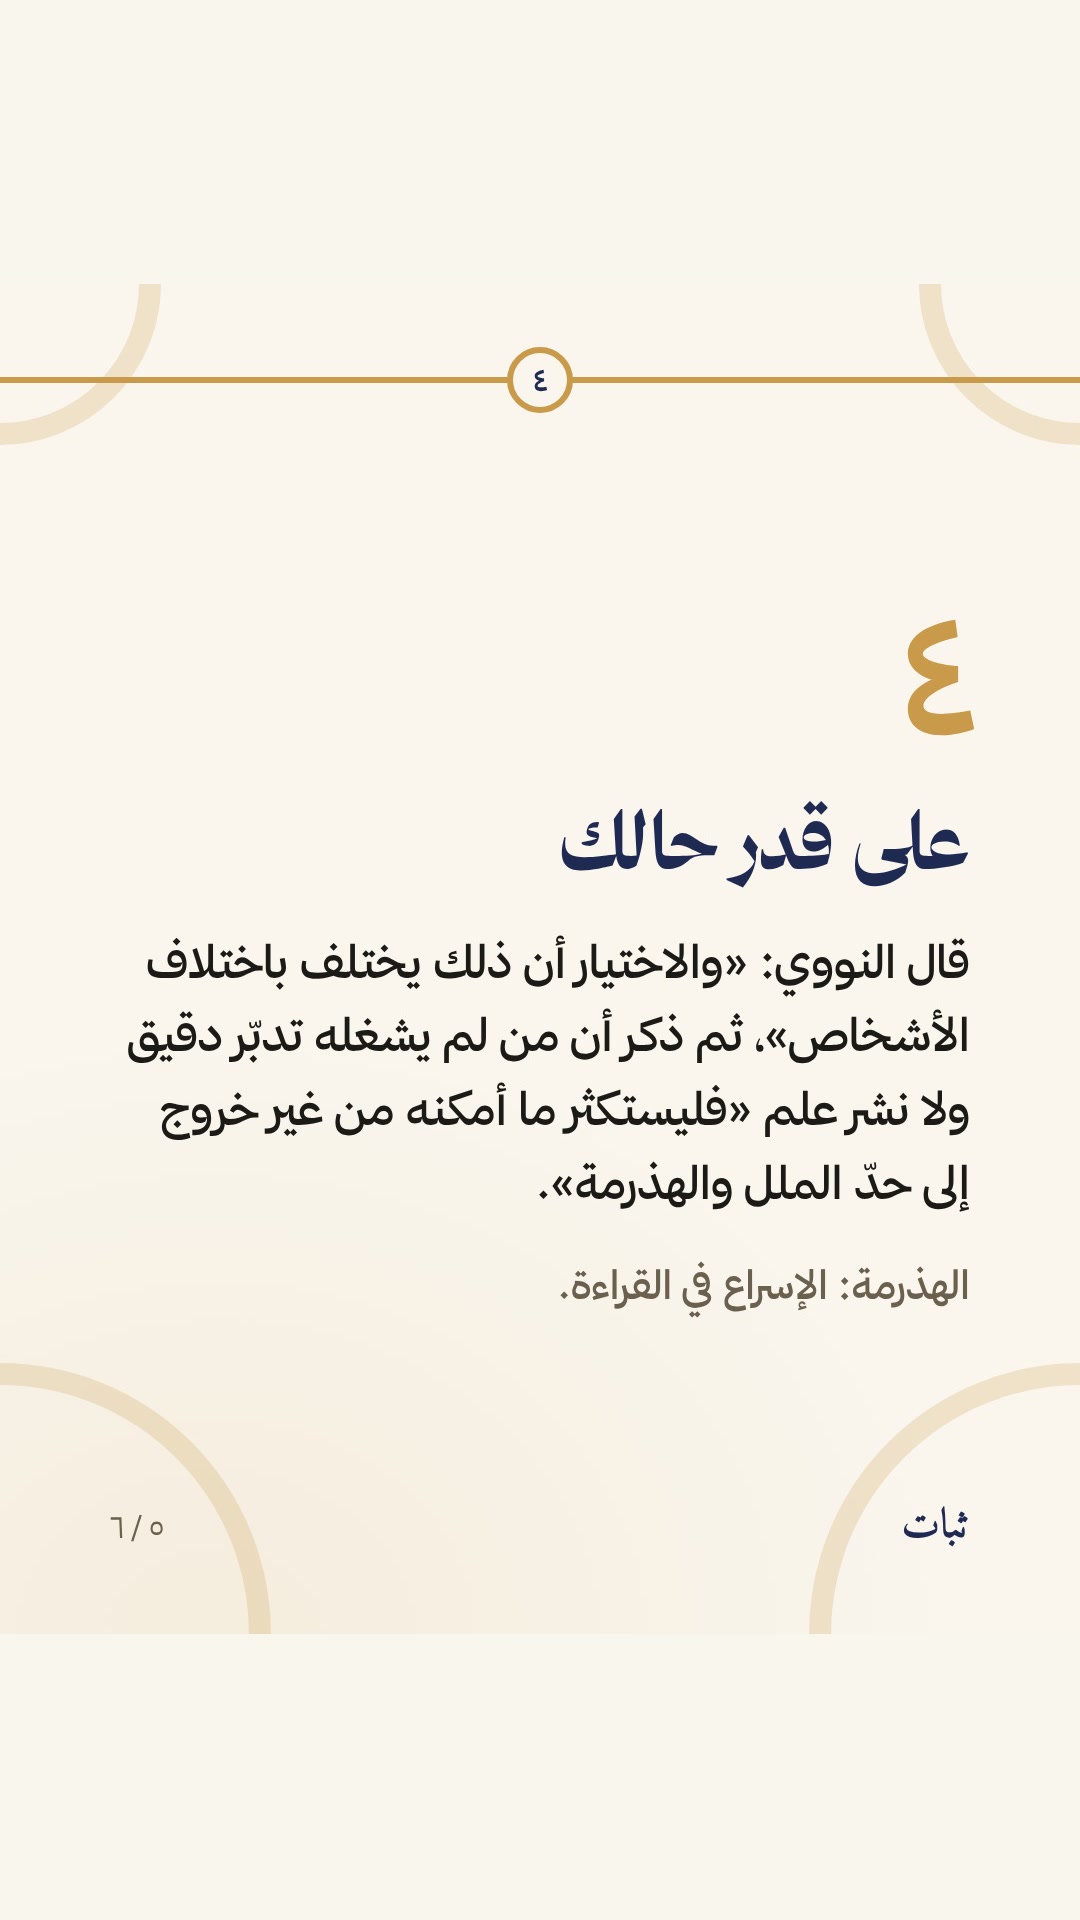 ٤
٤
على قدر حالك
قال النووي: «والاختيار أن ذلك يختلف باختلاف
الأشخاص»، ثم ذكر أن من لم يشغله تدبّر دقيق
ولا نشر علم «فليستكثر ما أمكنه من غير خروج
إلى حدّ الملل والهذرمة».
الهذرمة: الإسراع في القراءة.
ثبات
٥ / ٦